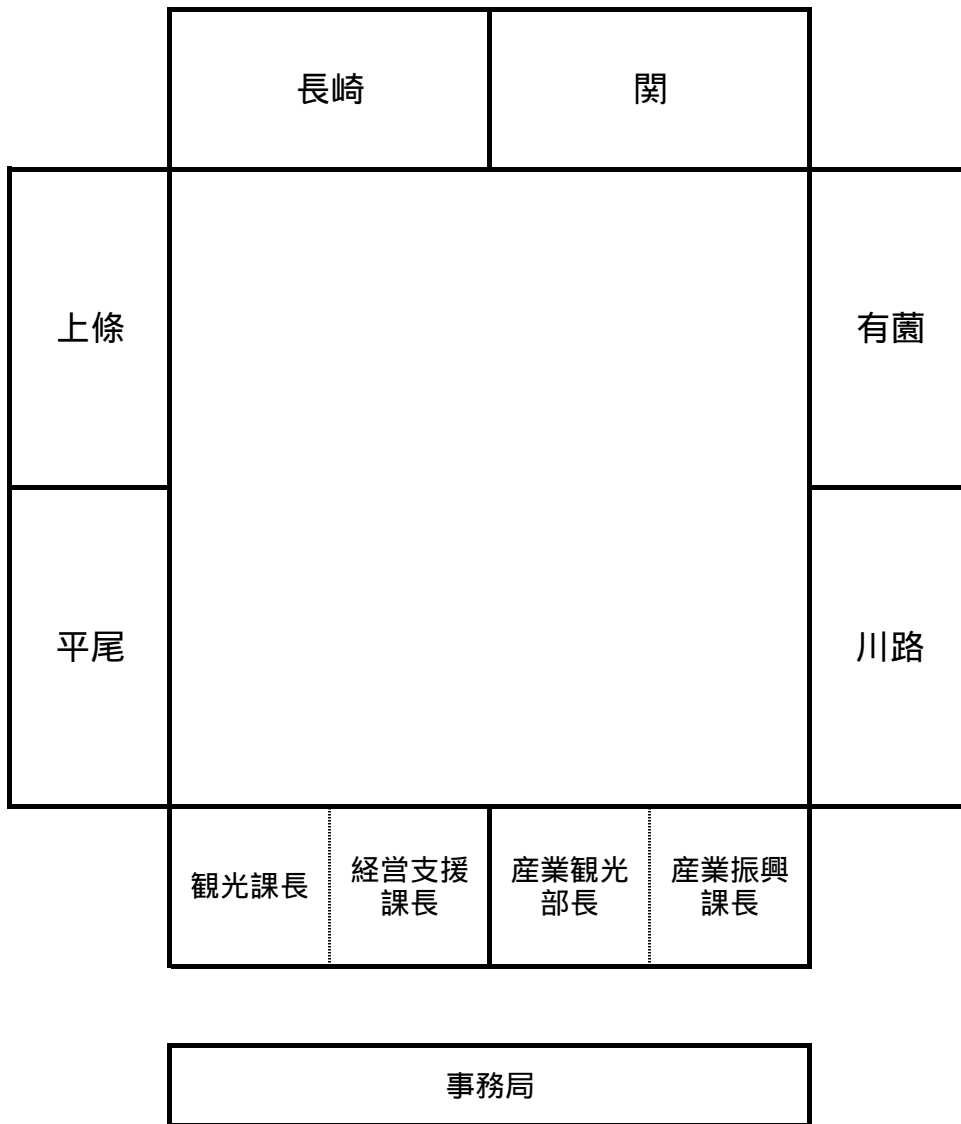 長崎
関
上條
有薗
平尾
川路
観光課長
経営支援
課長
産業観光
部長
産業振興
課長
事務局